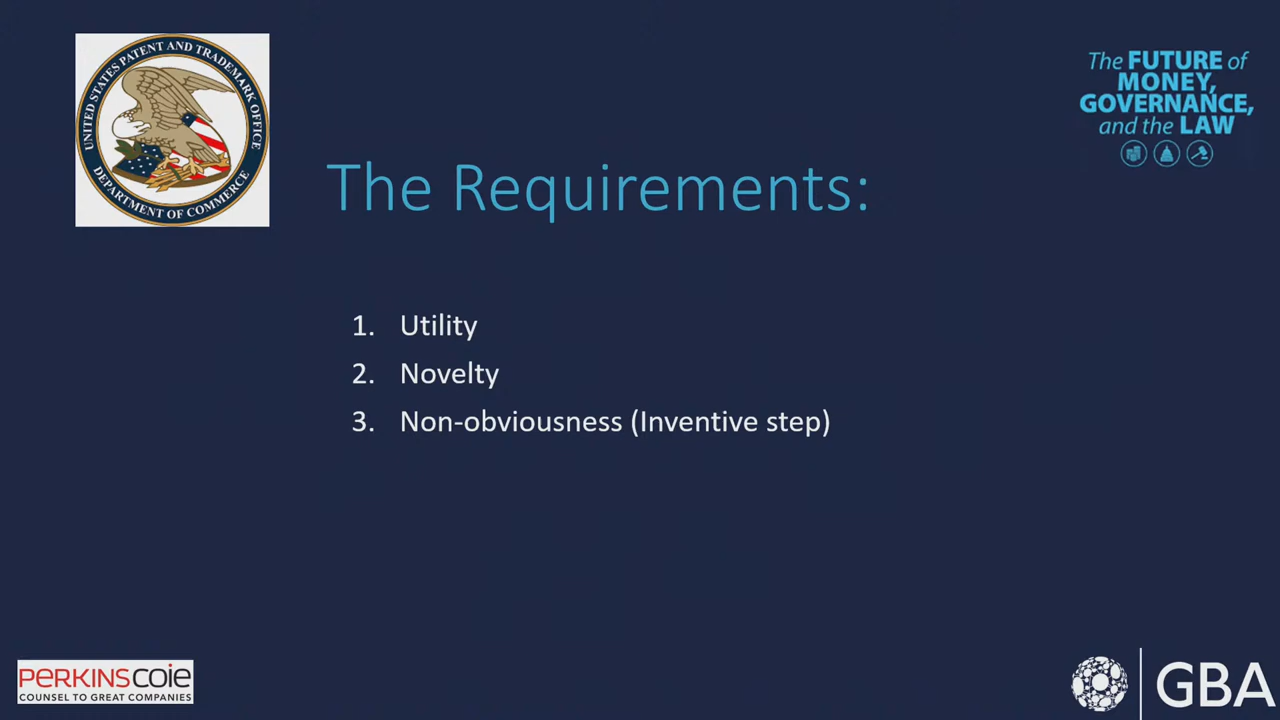 UNITED STATES PATENT AND TRADEMARK OFFICE
DEPARTMENT OF COMMERCE
The FUTURE of
MONEY,
GOVERNANCE,
and the LAW
The Requirements:
1. Utility
2. Novelty
3. Non-obviousness (Inventive step)
PERKINSCOIE
COUNSEL TO GREAT COMPANIES
GBA